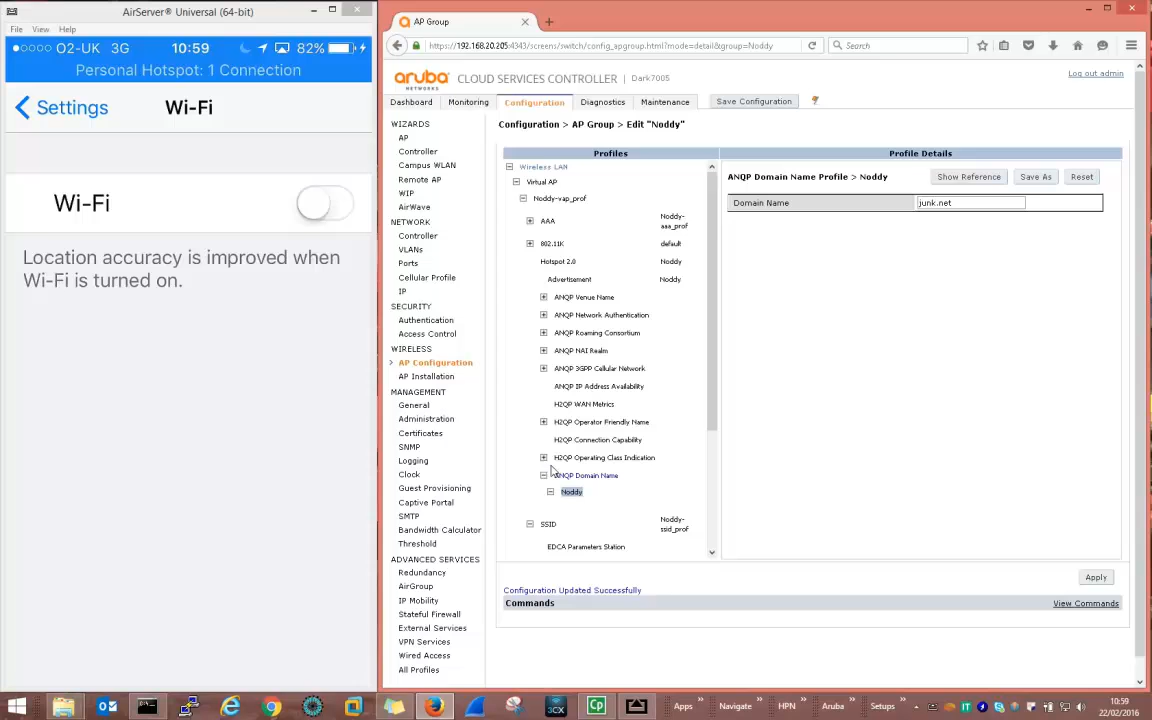 AirServer® Universal (64-bit)
File View Help
O2-UK 3G 10:59 82%
Personal Hotspot: 1 Connection
Settings Wi-Fi
Wi-Fi
Location accuracy is improved when
Wi-Fi is turned on.
AP Group
https://192.168.20.205:4343/screens/switch/config_apgroup.html?mode=detail&group=Noddy
Search
aruba NETWORKS CLOUD SERVICES CONTROLLER | Dark7005
Log out admin
Dashboard Monitoring Configuration Diagnostics Maintenance Save Configuration
WIZARDS
AP
Controller
Campus WLAN
Remote AP
WIP
AirWave
NETWORK
Controller
VLANs
Ports
Cellular Profile
IP
SECURITY
Authentication
Access Control
WIRELESS
> AP Configuration
AP Installation
MANAGEMENT
General
Administration
Certificates
SNMP
Logging
Clock
Guest Provisioning
Captive Portal
SMTP
Bandwidth Calculator
Threshold
ADVANCED SERVICES
Redundancy
AirGroup
IP Mobility
Stateful Firewall
External Services
VPN Services
Wired Access
All Profiles
Configuration > AP Group > Edit "Noddy"
Profiles
Wireless LAN
Virtual AP
Noddy-vap_prof
AAA Noddy-aaa_prof
802.11K default
Hotspot 2.0 Noddy
Advertisement Noddy
ANQP Venue Name
ANQP Network Authentication
ANQP Roaming Consortium
ANQP NAI Realm
ANQP 3GPP Cellular Network
ANQP IP Address Availability
H2QP WAN Metrics
H2QP Operator Friendly Name
H2QP Connection Capability
H2QP Operating Class Indication
ANQP Domain Name
Noddy
SSID Noddy-ssid_prof
EDCA Parameters Station
Profile Details
ANQP Domain Name Profile > Noddy Show Reference Save As Reset
Domain Name junk.net
Apply
Configuration Updated Successfully
Commands View Commands
Apps Navigate HPN Aruba Setups
10:59
22/02/2016